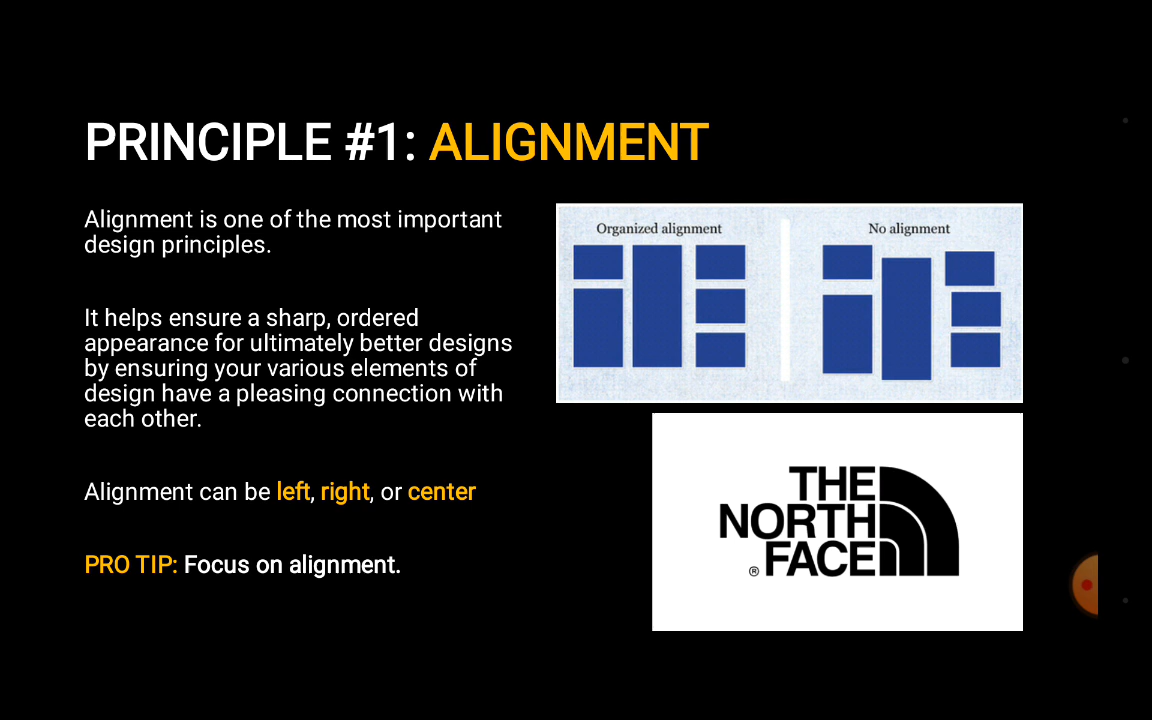 PRINCIPLE #1: ALIGNMENT
Alignment is one of the most important
design principles.
It helps ensure a sharp, ordered
appearance for ultimately better designs
by ensuring your various elements of
design have a pleasing connection with
each other.
Alignment can be left, right, or center
PRO TIP: Focus on alignment.
Organized alignment
No alignment
THE
NORTH
® FACE